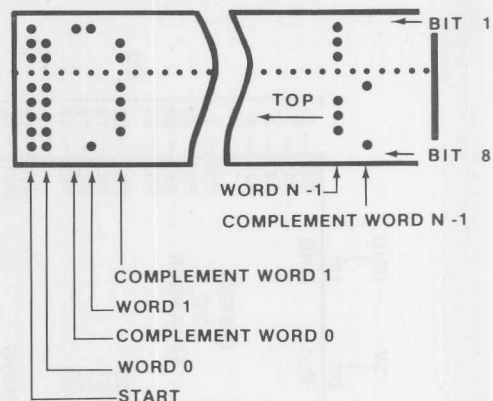 BIT 1
TOP
BIT 8
WORD N -1
COMPLEMENT WORD N -1
COMPLEMENT WORD 1
WORD 1
COMPLEMENT WORD 0
WORD 0
START